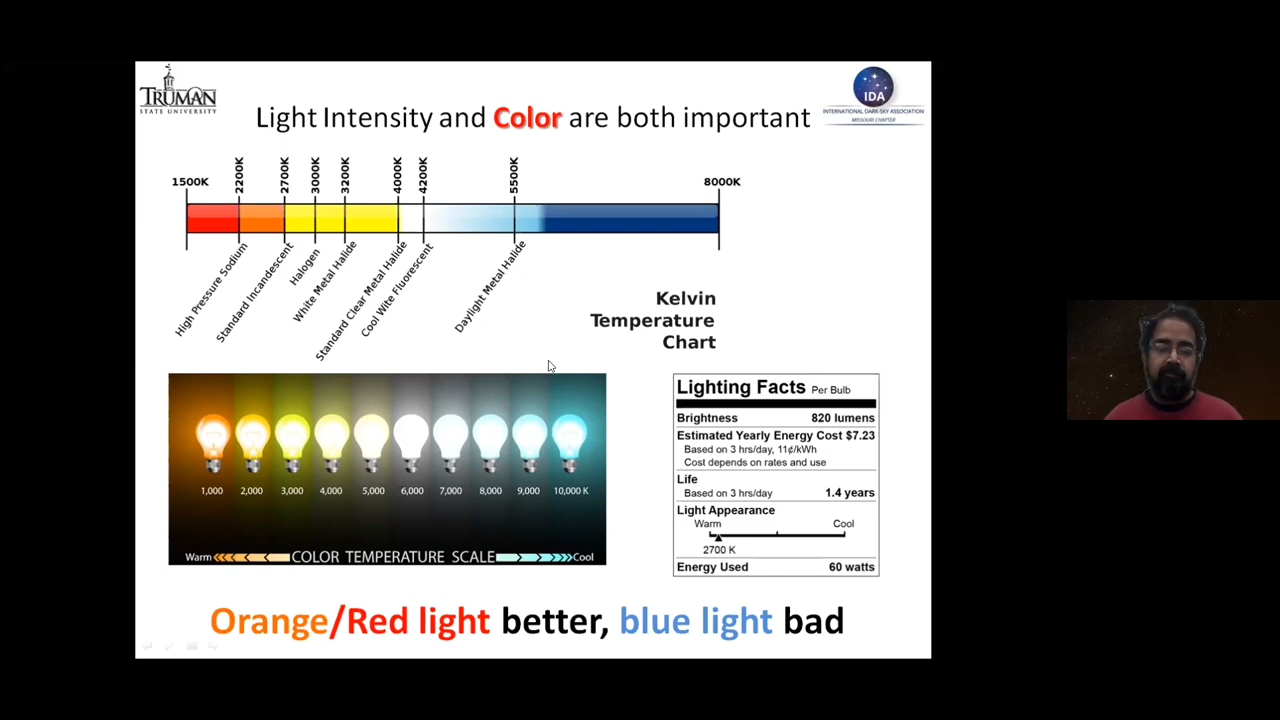 TRUMAN
STATE UNIVERSITY
IDA
INTERNATIONAL DARK-SKY ASSOCIATION
MISSOURI CHAPTER
Light Intensity and Color are both important
1500K
2200K
2700K
3000K
3200K
4000K
4200K
5500K
8000K
High Pressure Sodium
Standard Incandescent
Halogen
White Metal Halide
Standard Clear Metal Halide
Cool Wite Fluorescent
Daylight Metal Halide
Kelvin
Temperature
Chart
1,000 2,000 3,000 4,000 5,000 6,000 7,000 8,000 9,000 10,000 K
Warm COLOR TEMPERATURE SCALE Cool
Lighting Facts Per Bulb
Brightness 820 lumens
Estimated Yearly Energy Cost $7.23
Based on 3 hrs/day, 11¢/kWh
Cost depends on rates and use
Life
Based on 3 hrs/day 1.4 years
Light Appearance
Warm Cool
2700 K
Energy Used 60 watts
Orange/Red light better, blue light bad